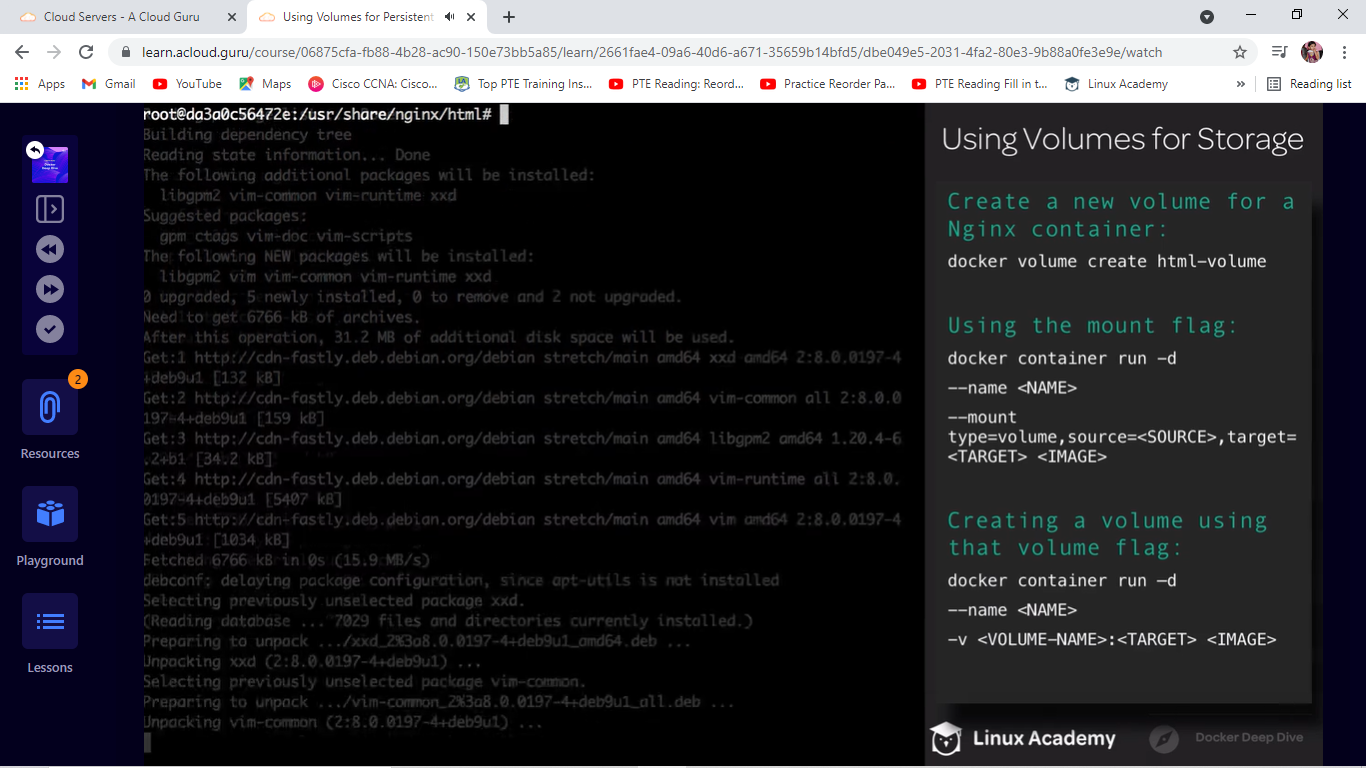 Cloud Servers - A Cloud Guru
Using Volumes for Persistent
learn.acloud.guru/course/06875cfa-fb88-4b28-ac90-150e73bb5a85/learn/2661fae4-09a6-40d6-a671-35659b14bfd5/dbe049e5-2031-4fa2-80e3-9b88a0fe3e9e/watch
Apps Gmail YouTube Maps Cisco CCNA: Cisco... Top PTE Training Ins... PTE Reading: Reord... Practice Reorder Pa... PTE Reading Fill in t... Linux Academy » Reading list
2
Resources
Playground
Lessons
root@da3a0c56472e:/usr/share/nginx/html#
Building dependency tree
Reading state information... Done
The following additional packages will be installed:
libgpm2 vim-common vim-runtime xxd
Suggested packages:
gpm ctags vim-doc vim-scripts
The following NEW packages will be installed:
libgpm2 vim vim-common vim-runtime xxd
0 upgraded, 5 newly installed, 0 to remove and 2 not upgraded.
Need to get 6766 kB of archives.
After this operation, 31.2 MB of additional disk space will be used.
Get:1 http://cdn-fastly.deb.debian.org/debian stretch/main amd64 xxd amd64 2:8.0.0197-4
+deb9u1 [132 kB]
Get:2 http://cdn-fastly.deb.debian.org/debian stretch/main amd64 vim-common all 2:8.0.0
197-4+deb9u1 [159 kB]
Get:3 http://cdn-fastly.deb.debian.org/debian stretch/main amd64 libgpm2 amd64 1.20.4-6
.2+b1 [34.2 kB]
Get:4 http://cdn-fastly.deb.debian.org/debian stretch/main amd64 vim-runtime all 2:8.0.
0197-4+deb9u1 [5407 kB]
Get:5 http://cdn-fastly.deb.debian.org/debian stretch/main amd64 vim amd64 2:8.0.0197-4
+deb9u1 [1034 kB]
Fetched 6766 kB in 0s (15.9 MB/s)
debconf: delaying package configuration, since apt-utils is not installed
Selecting previously unselected package xxd.
(Reading database ... 7029 files and directories currently installed.)
Preparing to unpack .../xxd_2%3a8.0.0197-4+deb9u1_amd64.deb ...
Unpacking xxd (2:8.0.0197-4+deb9u1) ...
Selecting previously unselected package vim-common.
Preparing to unpack .../vim-common_2%3a8.0.0197-4+deb9u1_all.deb ...
Unpacking vim-common (2:8.0.0197-4+deb9u1) ...
Using Volumes for Storage
Create a new volume for a
Nginx container:
docker volume create html-volume
Using the mount flag:
docker container run -d
--name <NAME>
--mount
type=volume,source=<SOURCE>,target=
<TARGET> <IMAGE>
Creating a volume using
that volume flag:
docker container run -d
--name <NAME>
-v <VOLUME-NAME>:<TARGET> <IMAGE>
Linux Academy
Docker Deep Dive